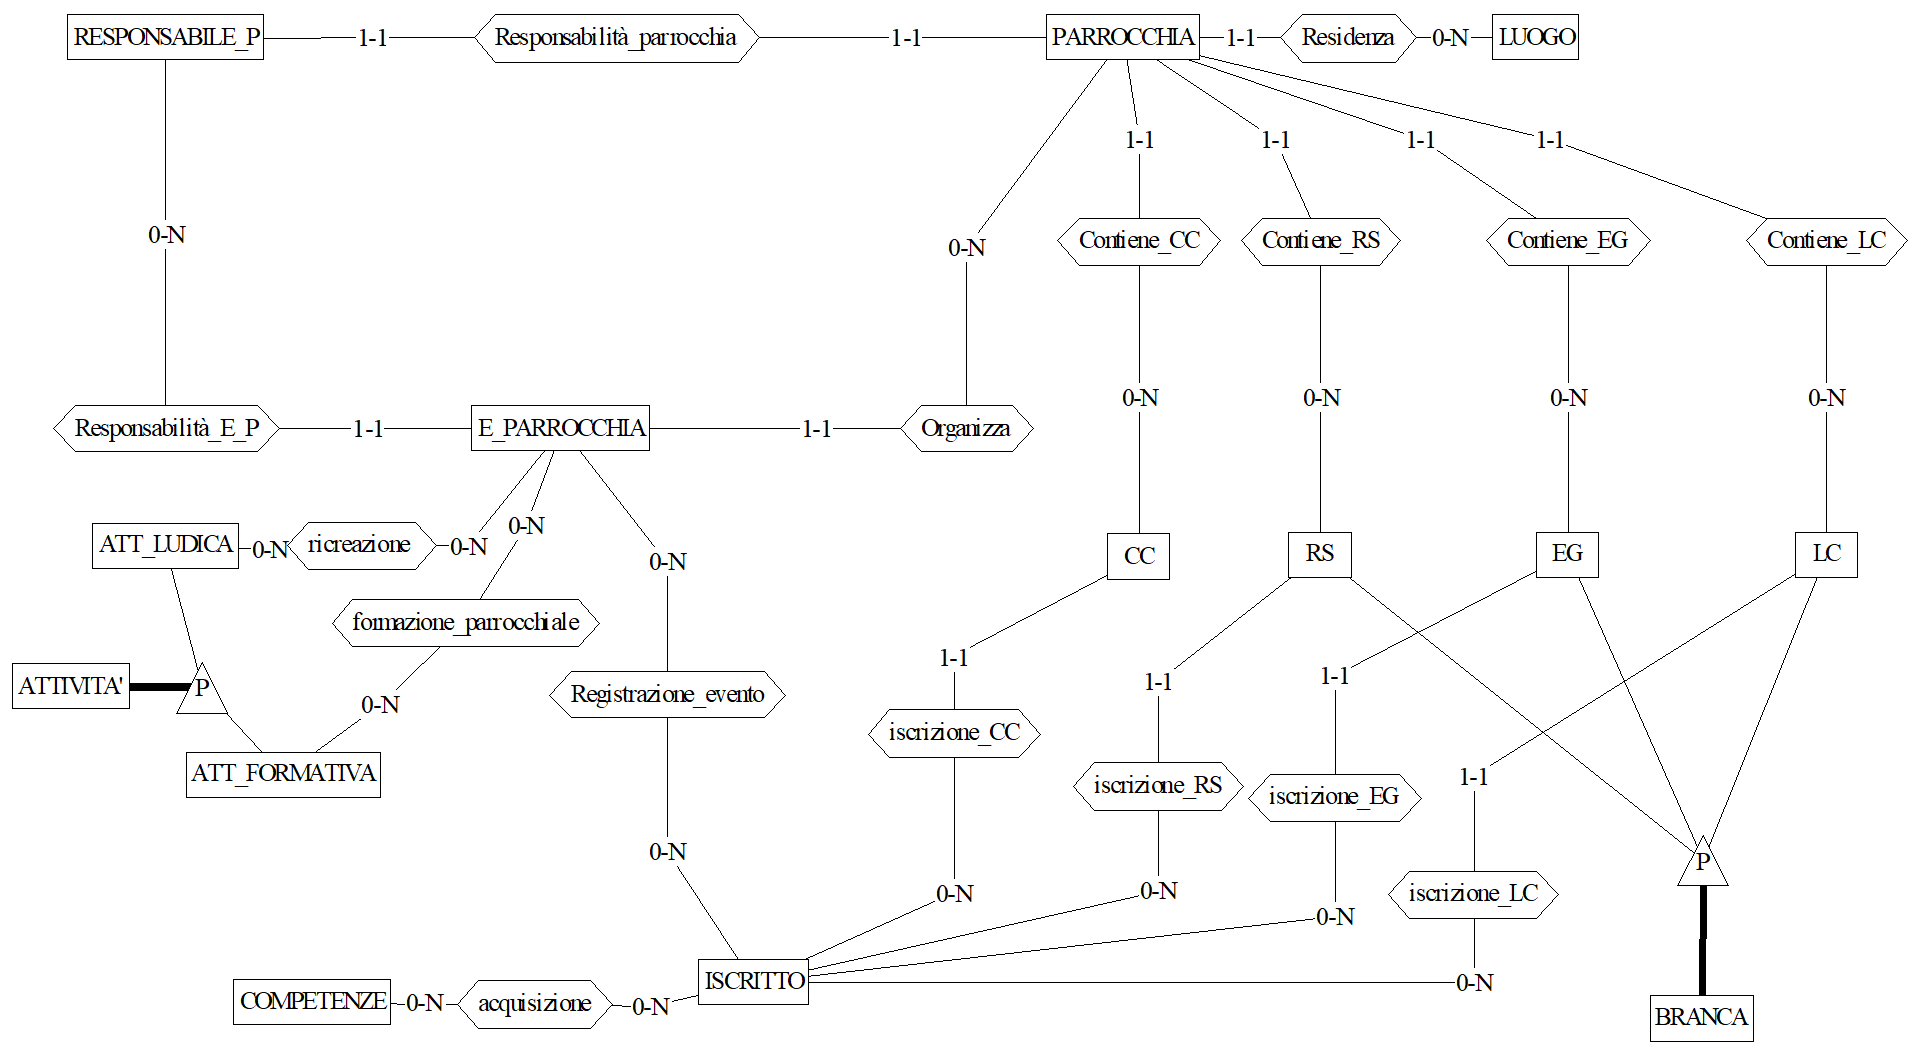 RESPONSABILE_P
1-1
Responsabilità_parrocchia
1-1
PARROCCHIA
1-1
Residenza
0-N
LUOGO
1-1
1-1
1-1
1-1
0-N
0-N
Contiene_CC
Contiene_RS
Contiene_EG
Contiene_LC
0-N
0-N
0-N
0-N
Responsabilità_E_P
1-1
E_PARROCCHIA
1-1
Organizza
ATT_LUDICA
0-N
ricreazione
0-N
0-N
0-N
CC
RS
EG
LC
formazione_parrocchiale
1-1
1-1
1-1
ATTIVITA'
P
0-N
Registrazione_evento
iscrizione_CC
ATT_FORMATIVA
iscrizione_RS
iscrizione_EG
1-1
0-N
P
0-N
0-N
0-N
iscrizione_LC
COMPETENZE
0-N
acquisizione
0-N
ISCRITTO
0-N
BRANCA